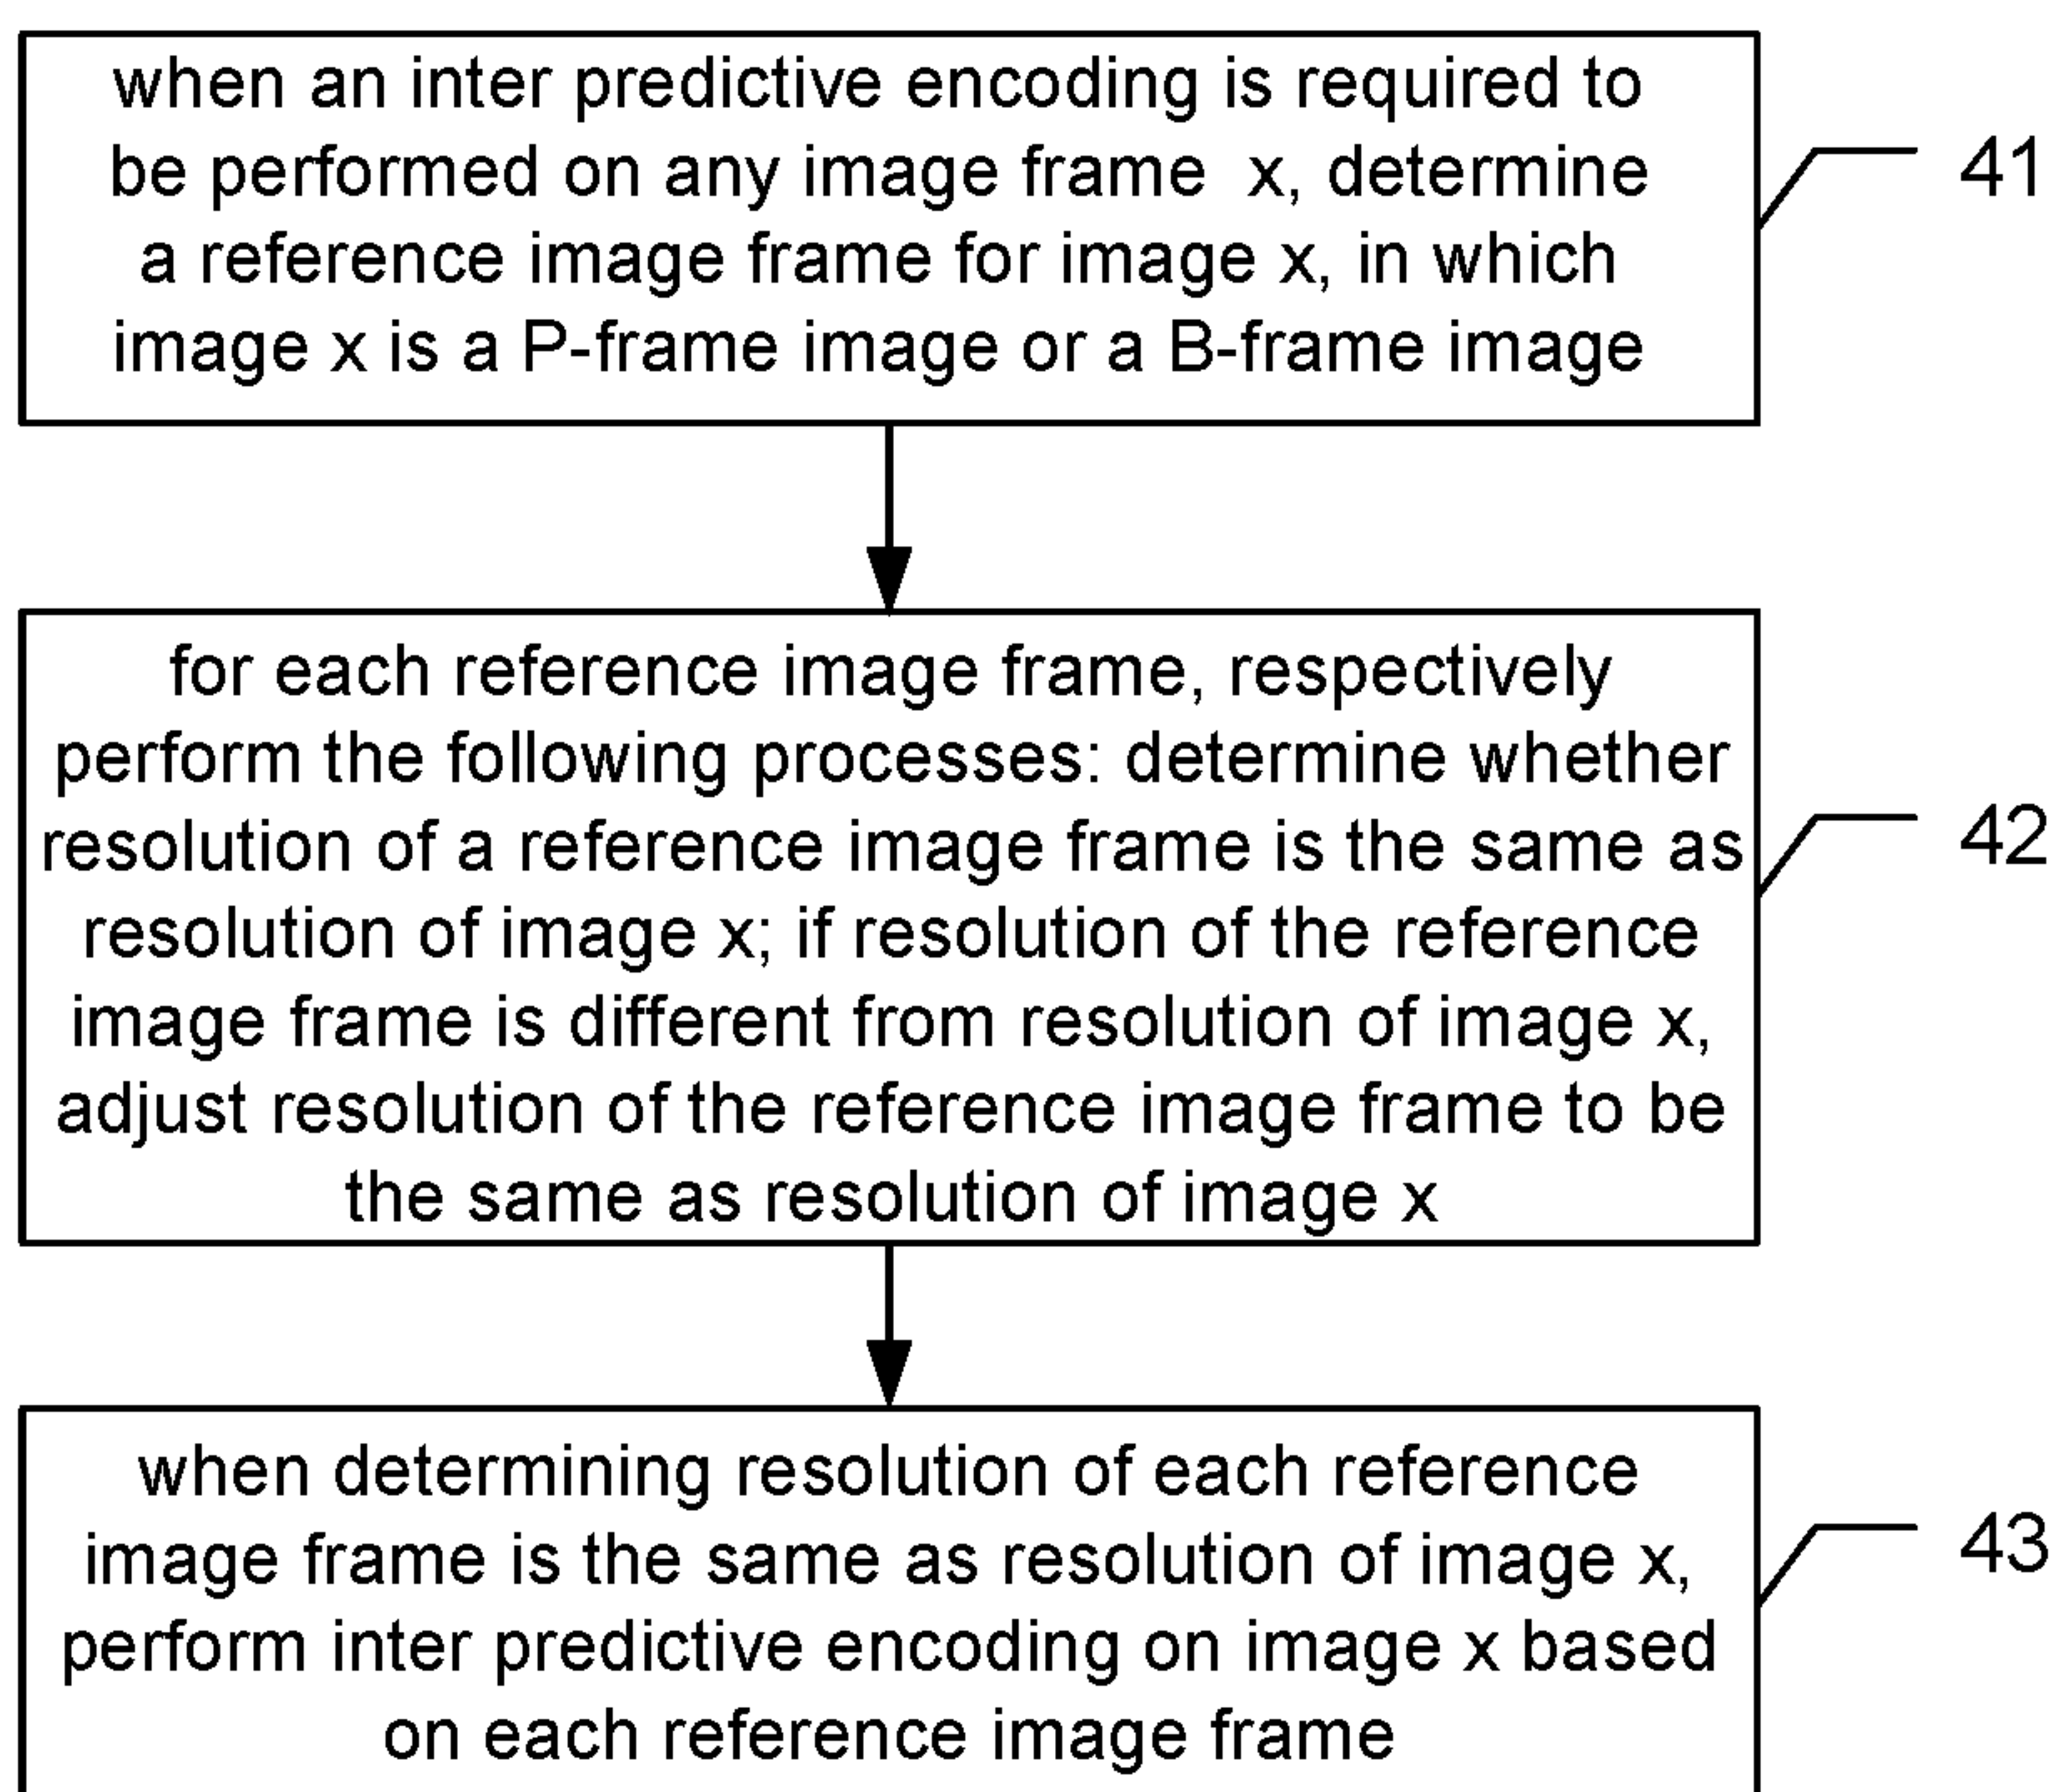 when an inter predictive encoding is required to
be performed on any image frame x, determine
a reference image frame for image x, in which
image x is a P-frame image or a B-frame image
41
for each reference image frame, respectively
perform the following processes: determine whether
resolution of a reference image frame is the same as
resolution of image x; if resolution of the reference
image frame is different from resolution of image x,
adjust resolution of the reference image frame to be
the same as resolution of image x
42
when determining resolution of each reference
image frame is the same as resolution of image x,
perform inter predictive encoding on image x based
on each reference image frame
43